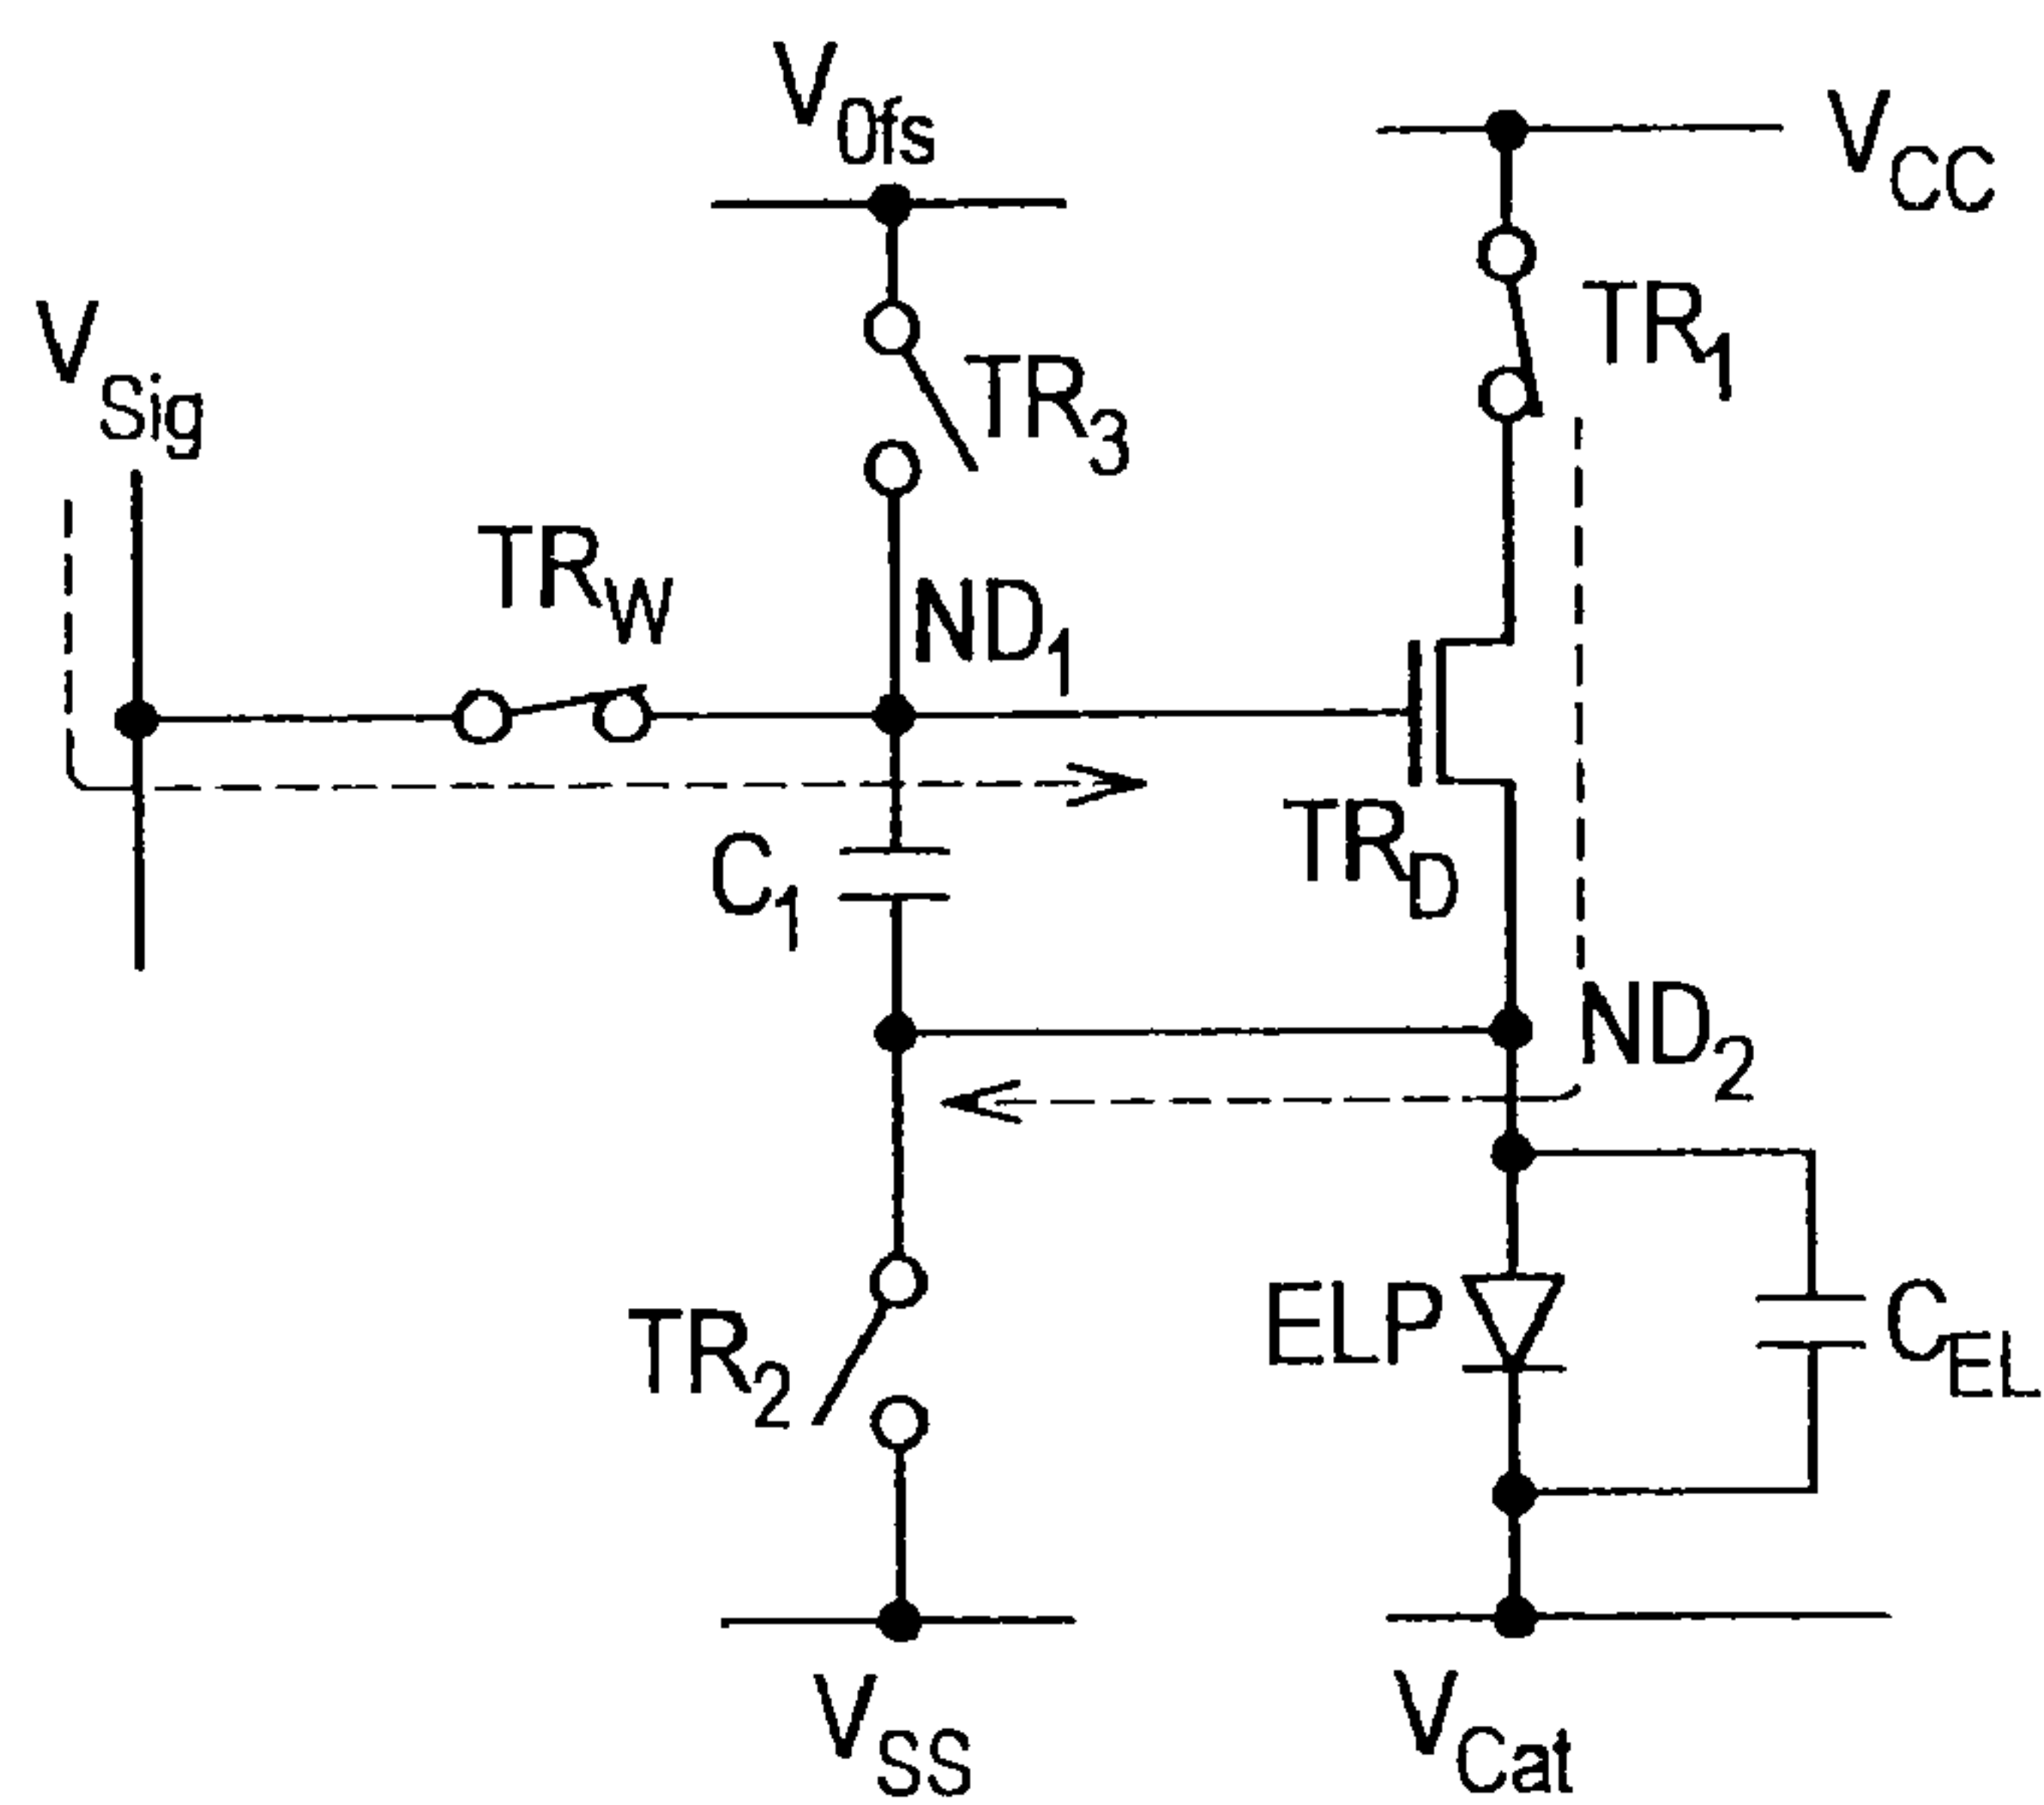 V0fs
VCC
VSig
TR1
TR3
TRW
ND1
TRD
C1
ND2
ELP
CEL
TR2
VSS
VCat